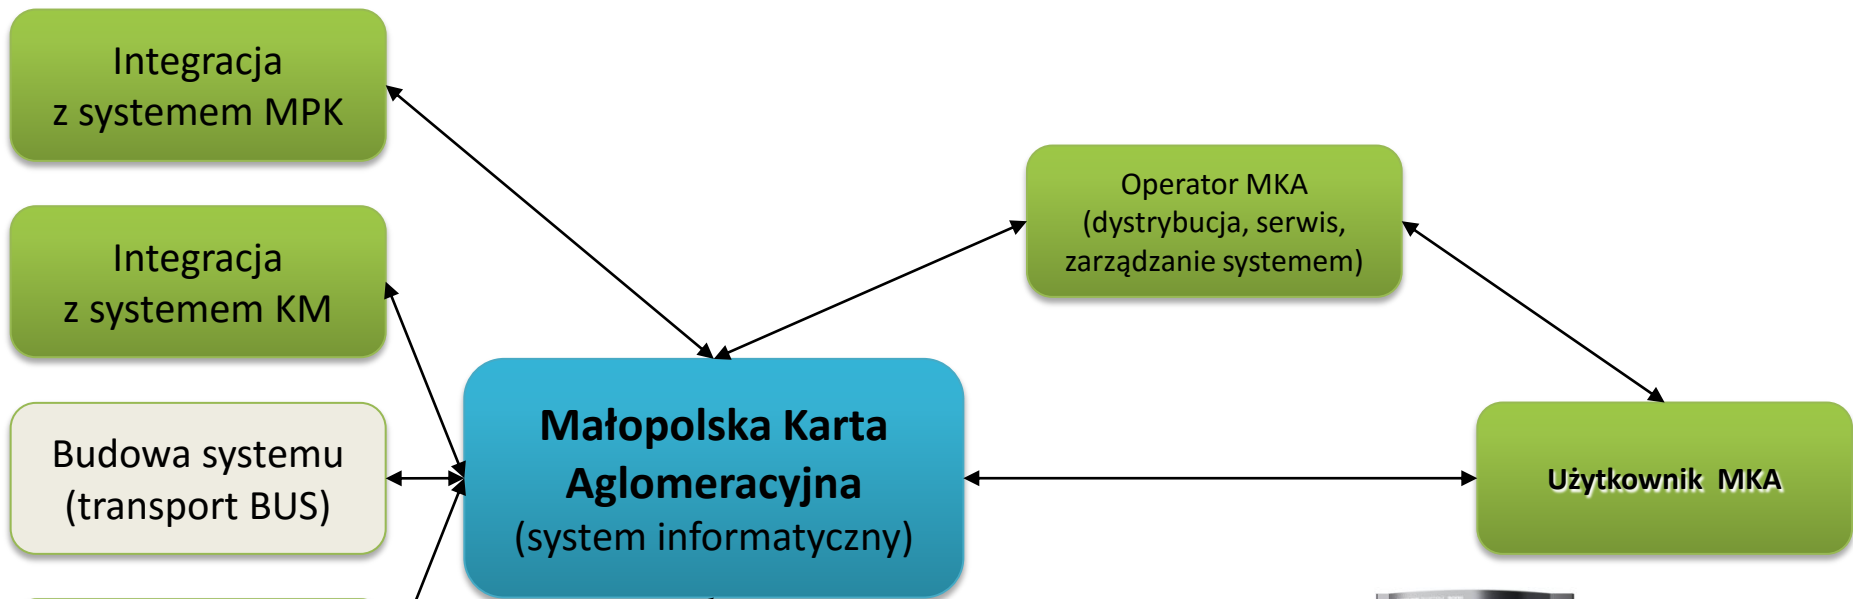 Integracja
z systemem MPK
Operator MKA
(dystrybucja, serwis,
zarządzanie systemem)
Integracja
z systemem KM
Małopolska Karta
Aglomeracyjna
(system informatyczny)
Budowa systemu
(transport BUS)
Użytkownik MKA